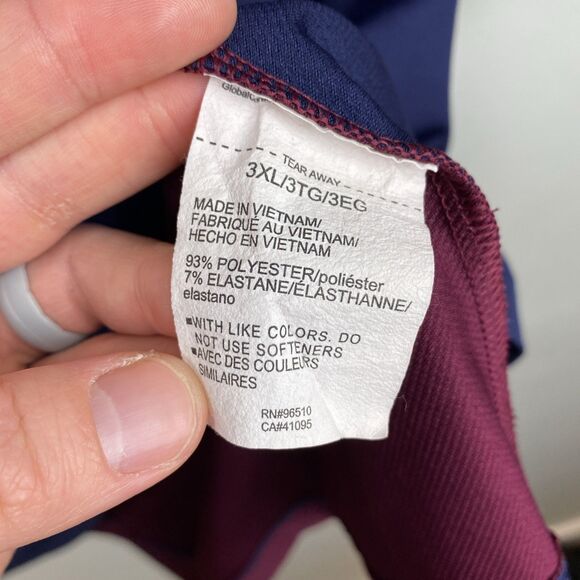 TEAR AWAY
3XL/3TG/3EG
MADE IN VIETNAM/
FABRIQUÉ AU VIETNAM/
HECHO EN VIETNAM
93% POLYESTER/poliéster
7% ELASTANE/ÉLASTHANNE/
elastano
■WITH LIKE COLORS. DO
NOT USE SOFTENERS
■AVEC DES COULEURS
SIMILAIRES
RN#96510
CA#41095